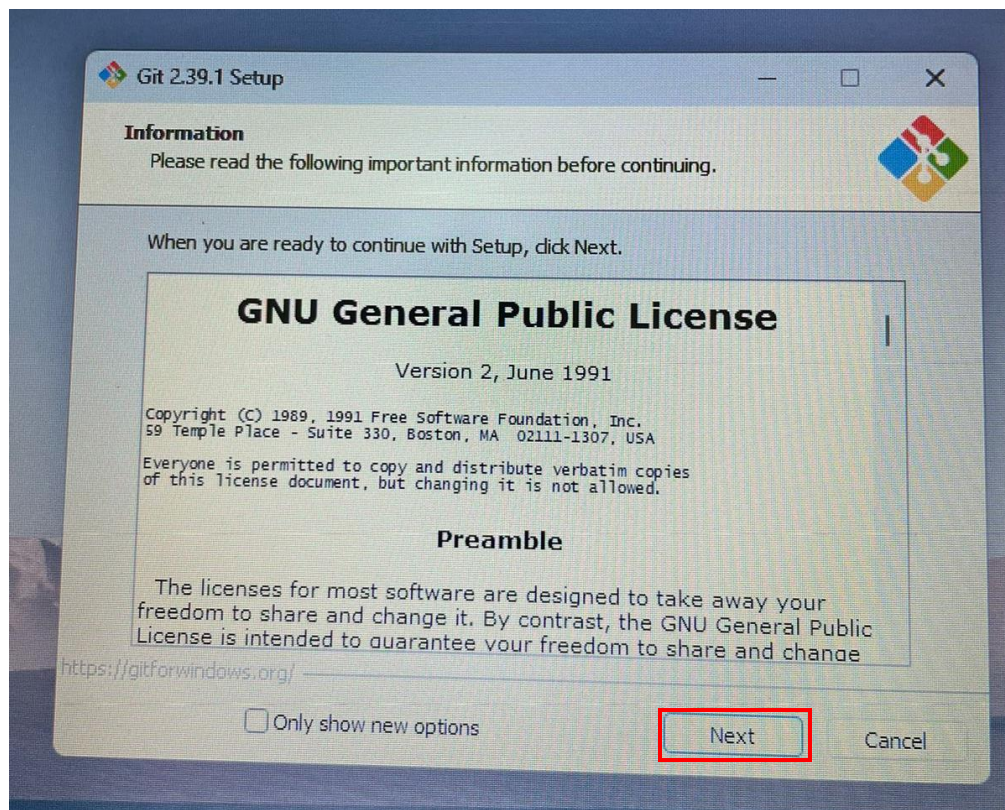 Git 2.39.1 Setup
Information
Please read the following important information before continuing.
When you are ready to continue with Setup, click Next.
GNU General Public License
Version 2, June 1991
Copyright (C) 1989, 1991 Free Software Foundation, Inc.
59 Temple Place - Suite 330, Boston, MA  02111-1307, USA
Everyone is permitted to copy and distribute verbatim copies
of this license document, but changing it is not allowed.
Preamble
The licenses for most software are designed to take away your
freedom to share and change it. By contrast, the GNU General Public
License is intended to guarantee your freedom to share and change
https://gitforwindows.org/
Only show new options
Next
Cancel